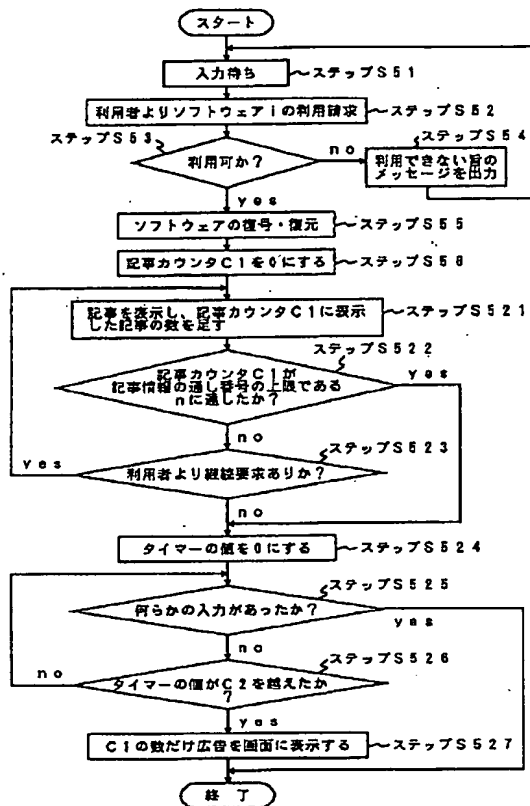 スタート
入力待ち
ステップS51
利用者よりソフトウェアiの利用請求
ステップS52
ステップS53
利用可か?
no
ステップS54
利用できない旨の
メッセージを出力
yes
ソフトウェアの復号・復元
ステップS55
記事カウンタC1を0にする
ステップS58
記事を表示し、記事カウンタC1に表示
した記事の数を足す
ステップS521
ステップS522
記事カウンタC1が
記事情報の通し番号の上限である
nに達したか?
yes
no
ステップS523
利用者より継続要求ありか?
yes
no
タイマーの値を0にする
ステップS524
ステップS525
何らかの入力があったか?
yes
no
ステップS526
タイマーの値がC2を越えたか
?
no
yes
C1の数だけ広告を画面に表示する
ステップS527
終了